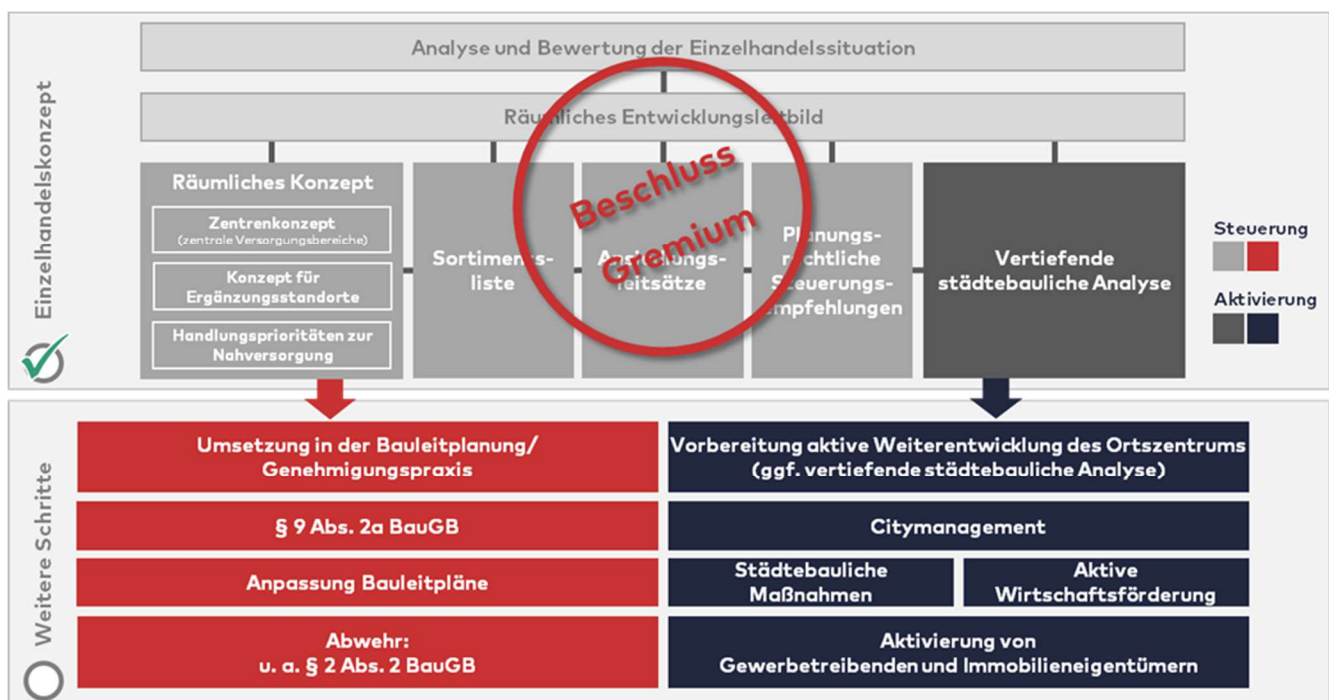 Einzelhandelskonzept
Analyse und Bewertung der Einzelhandelssituation
Räumliches Entwicklungsleitbild
Räumliches Konzept
Zentrenkonzept
(zentrale Versorgungsbereiche)
Konzept für
Ergänzungsstandorte
Handlungsprioritäten zur
Nahversorgung
Sortiments-
liste
Ansiedlungs-
leitsätze
Planungs-
rechtliche
Steuerungs-
empfehlungen
Vertiefende
städtebauliche Analyse
Beschluss
Gremium
Steuerung
Aktivierung
Weitere Schritte
Umsetzung in der Bauleitplanung/
Genehmigungspraxis
§ 9 Abs. 2a BauGB
Anpassung Bauleitpläne
Abwehr:
u. a. § 2 Abs. 2 BauGB
Vorbereitung aktive Weiterentwicklung des Ortszentrums
(ggf. vertiefende städtebauliche Analyse)
Citymanagement
Städtebauliche
Maßnahmen
Aktive
Wirtschaftsförderung
Aktivierung von
Gewerbetreibenden und Immobilieneigentümern